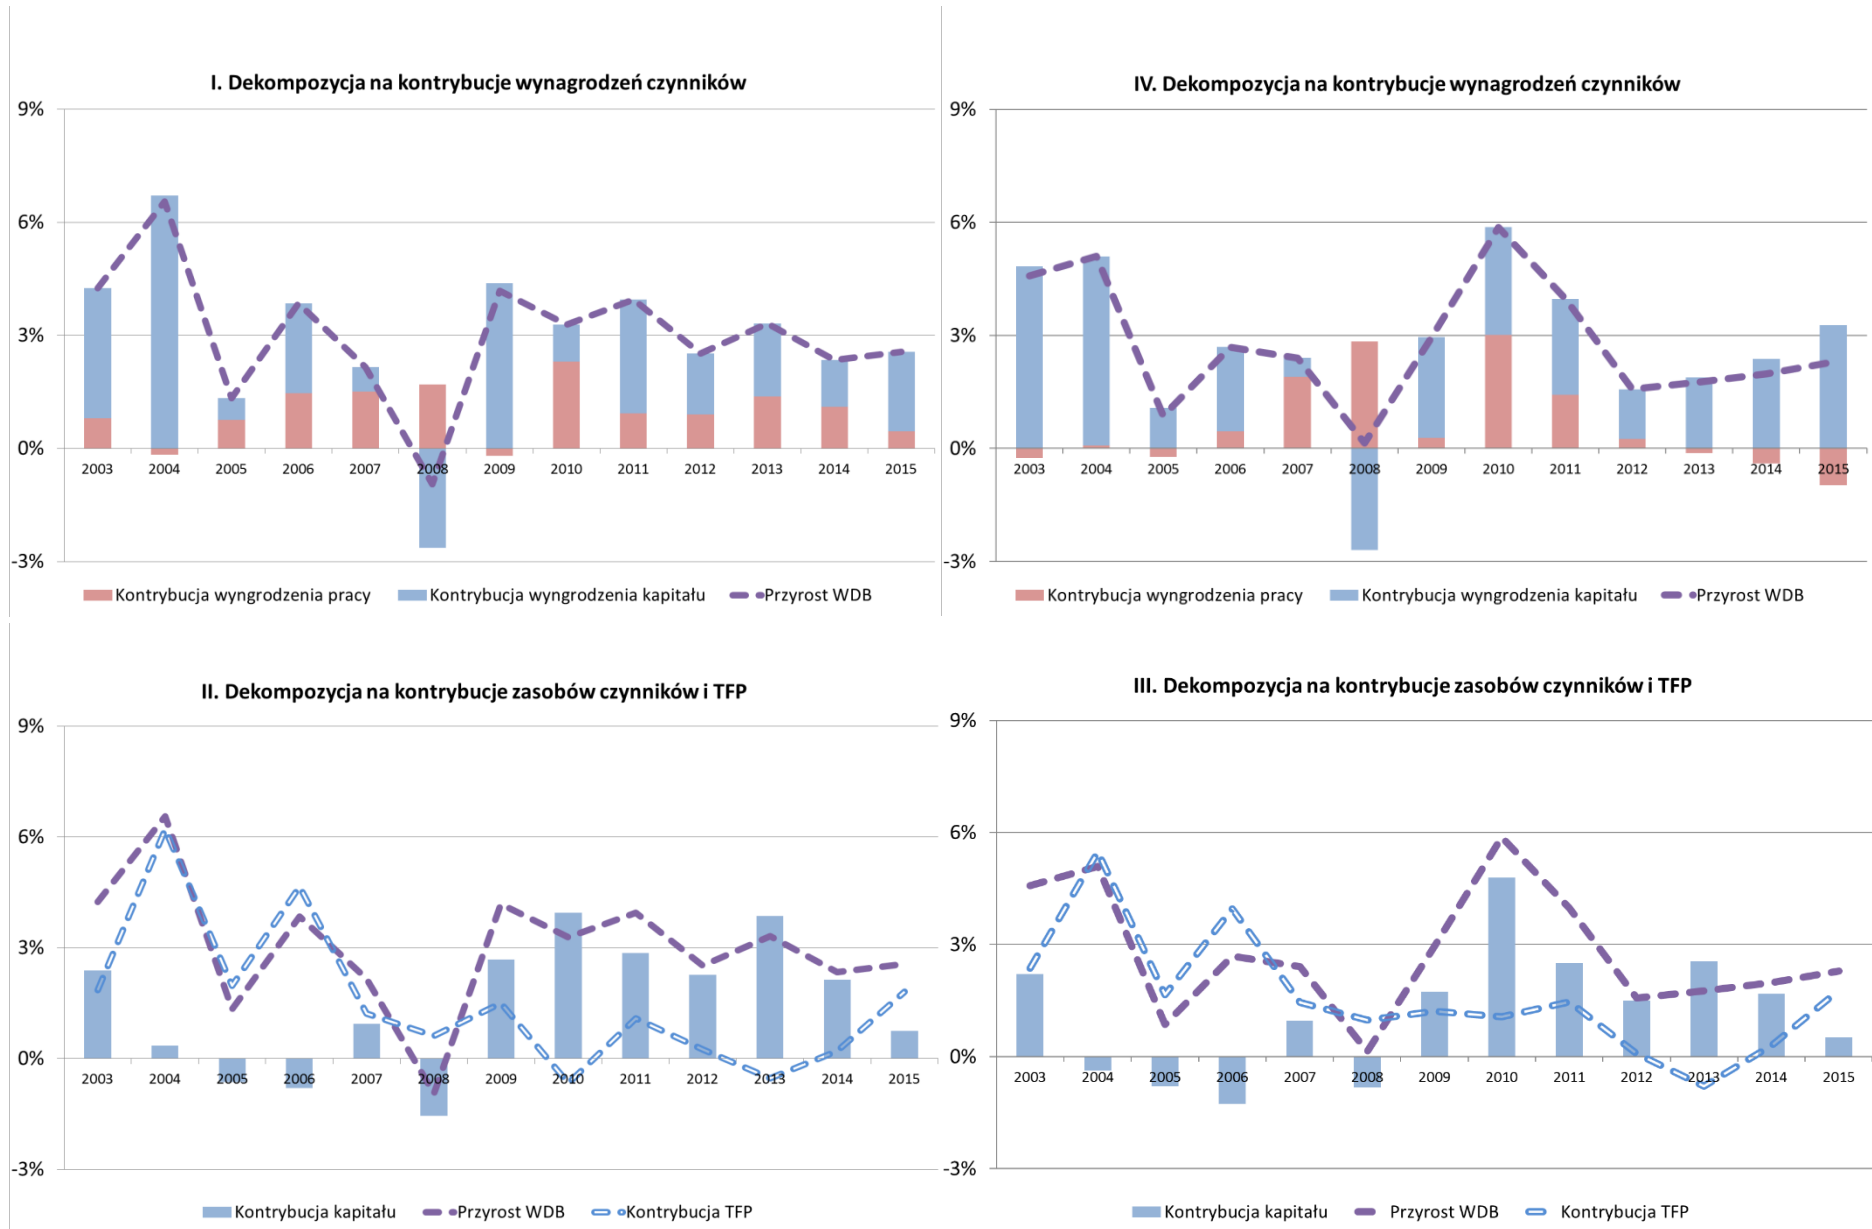 I. Dekompozycja na kontrybucje wynagrodzeń czynników
9%
6%
3%
0%
-3%
2003 2004 2005 2006 2007 2008 2009 2010 2011 2012 2013 2014 2015
Kontrybucja wyngrodzenia pracy Kontrybucja wyngrodzenia kapitału Przyrost WDB
IV. Dekompozycja na kontrybucje wynagrodzeń czynników
9%
6%
3%
0%
-3%
2003 2004 2005 2006 2007 2008 2009 2010 2011 2012 2013 2014 2015
Kontrybucja wyngrodzenia pracy Kontrybucja wyngrodzenia kapitału Przyrost WDB
II. Dekompozycja na kontrybucje zasobów czynników i TFP
9%
6%
3%
0%
-3%
2003 2004 2005 2006 2007 2008 2009 2010 2011 2012 2013 2014 2015
Kontrybucja kapitału Przyrost WDB Kontrybucja TFP
III. Dekompozycja na kontrybucje zasobów czynników i TFP
9%
6%
3%
0%
-3%
2003 2004 2005 2006 2007 2008 2009 2010 2011 2012 2013 2014 2015
Kontrybucja kapitału Przyrost WDB Kontrybucja TFP